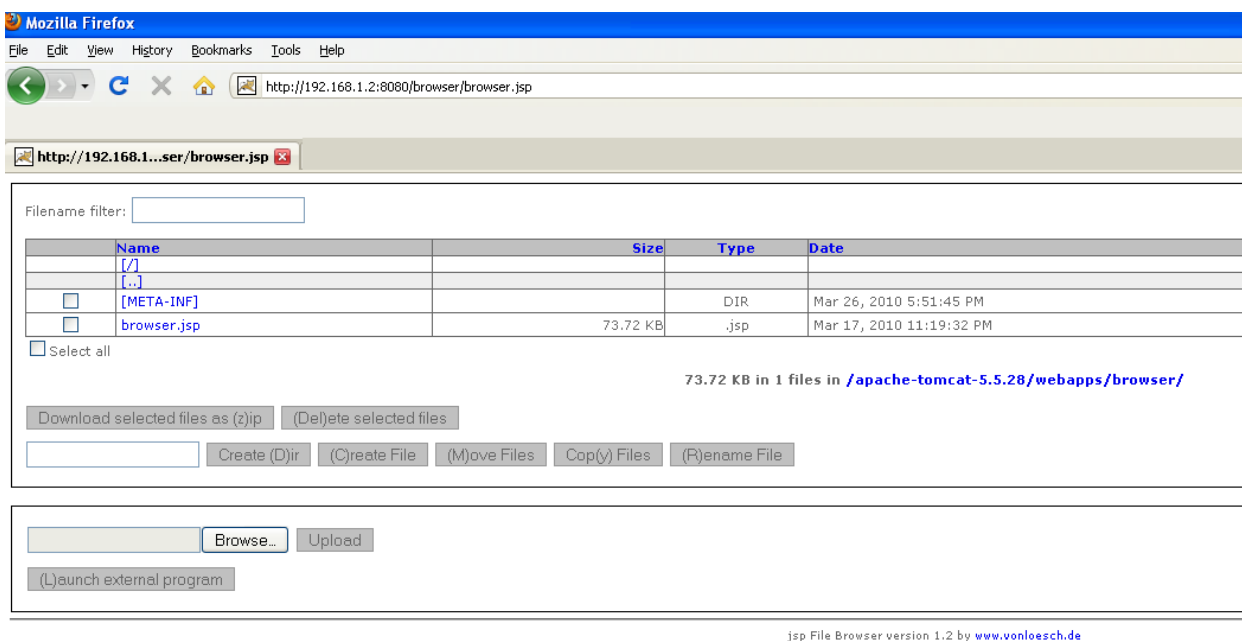 Mozilla Firefox
File Edit View History Bookmarks Tools Help
http://192.168.1.2:8080/browser/browser.jsp
http://192.168.1...ser/browser.jsp
Filename filter:
Name Size Type Date
[/]
[..]
[META-INF] DIR Mar 26, 2010 5:51:45 PM
browser.jsp 73.72 KB .jsp Mar 17, 2010 11:19:32 PM
Select all
73.72 KB in 1 files in /apache-tomcat-5.5.28/webapps/browser/
Download selected files as (z)ip (Del)ete selected files
Create (D)ir (C)reate File (M)ove Files Cop(y) Files (R)ename File
Browse... Upload
(L)aunch external program
jsp File Browser version 1.2 by www.vonloesch.de